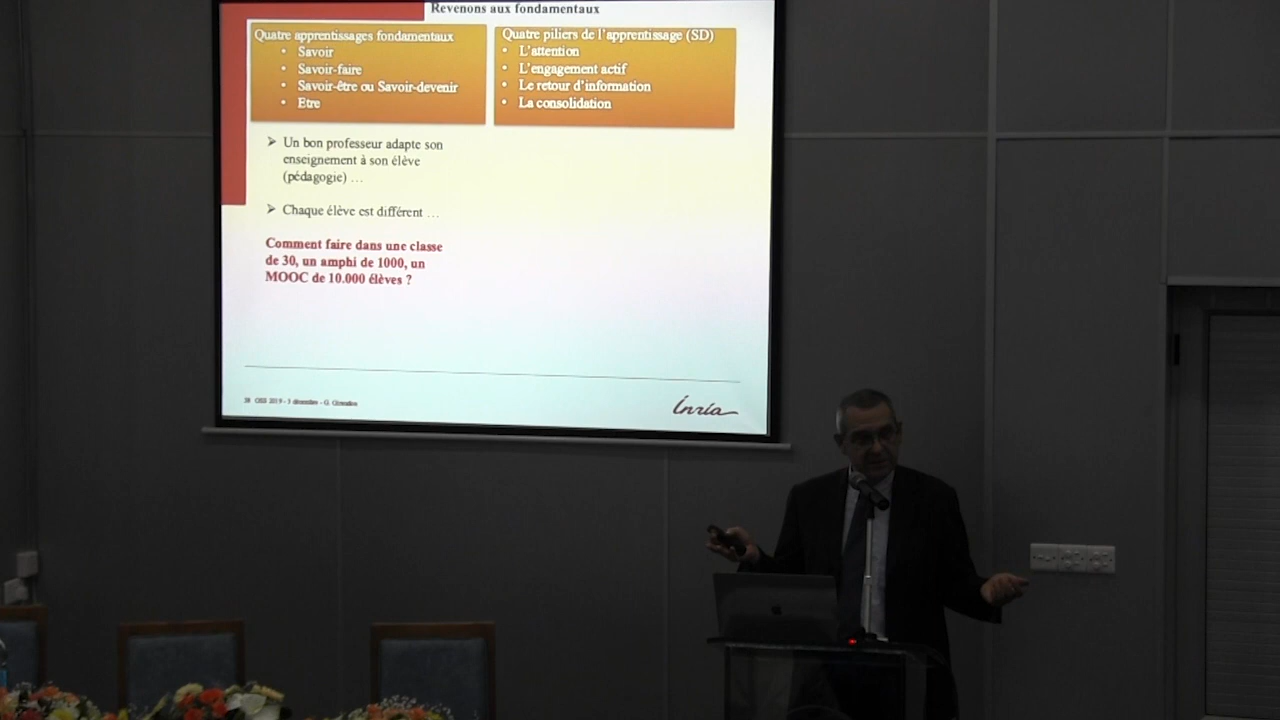 Revenons aux fondamentaux
Quatre apprentissages fondamentaux
• Savoir
• Savoir-faire
• Savoir-être ou Savoir-devenir
• Etre
Quatre piliers de l'apprentissage (SD)
• L'attention
• L'engagement actif
• Le retour d'information
• La consolidation
➢ Un bon professeur adapte son
enseignement à son élève
(pédagogie) …
➢ Chaque élève est différent …
Comment faire dans une classe
de 30, un amphi de 1000, un
MOOC de 10.000 élèves ?
2019 - 3 décembre - G.
Inria